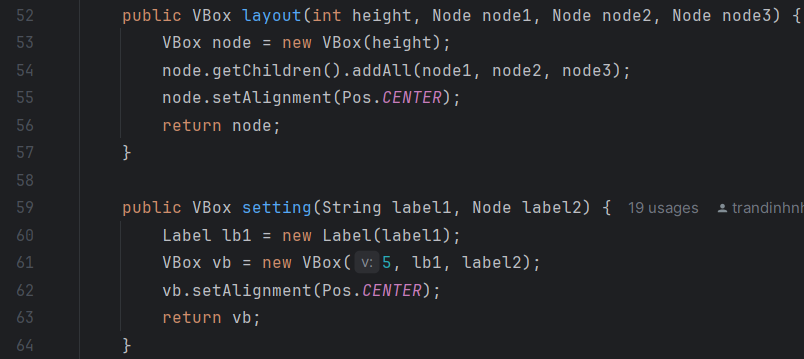 52 public VBox layout(int height, Node node1, Node node2, Node node3) {
53 VBox node = new VBox(height);
54 node.getChildren().addAll(node1, node2, node3);
55 node.setAlignment(Pos.CENTER);
56 return node;
57 }
58
59 public VBox setting(String label1, Node label2) { 19 usages trandinhnh
60 Label lb1 = new Label(label1);
61 VBox vb = new VBox( v: 5, lb1, label2);
62 vb.setAlignment(Pos.CENTER);
63 return vb;
64 }